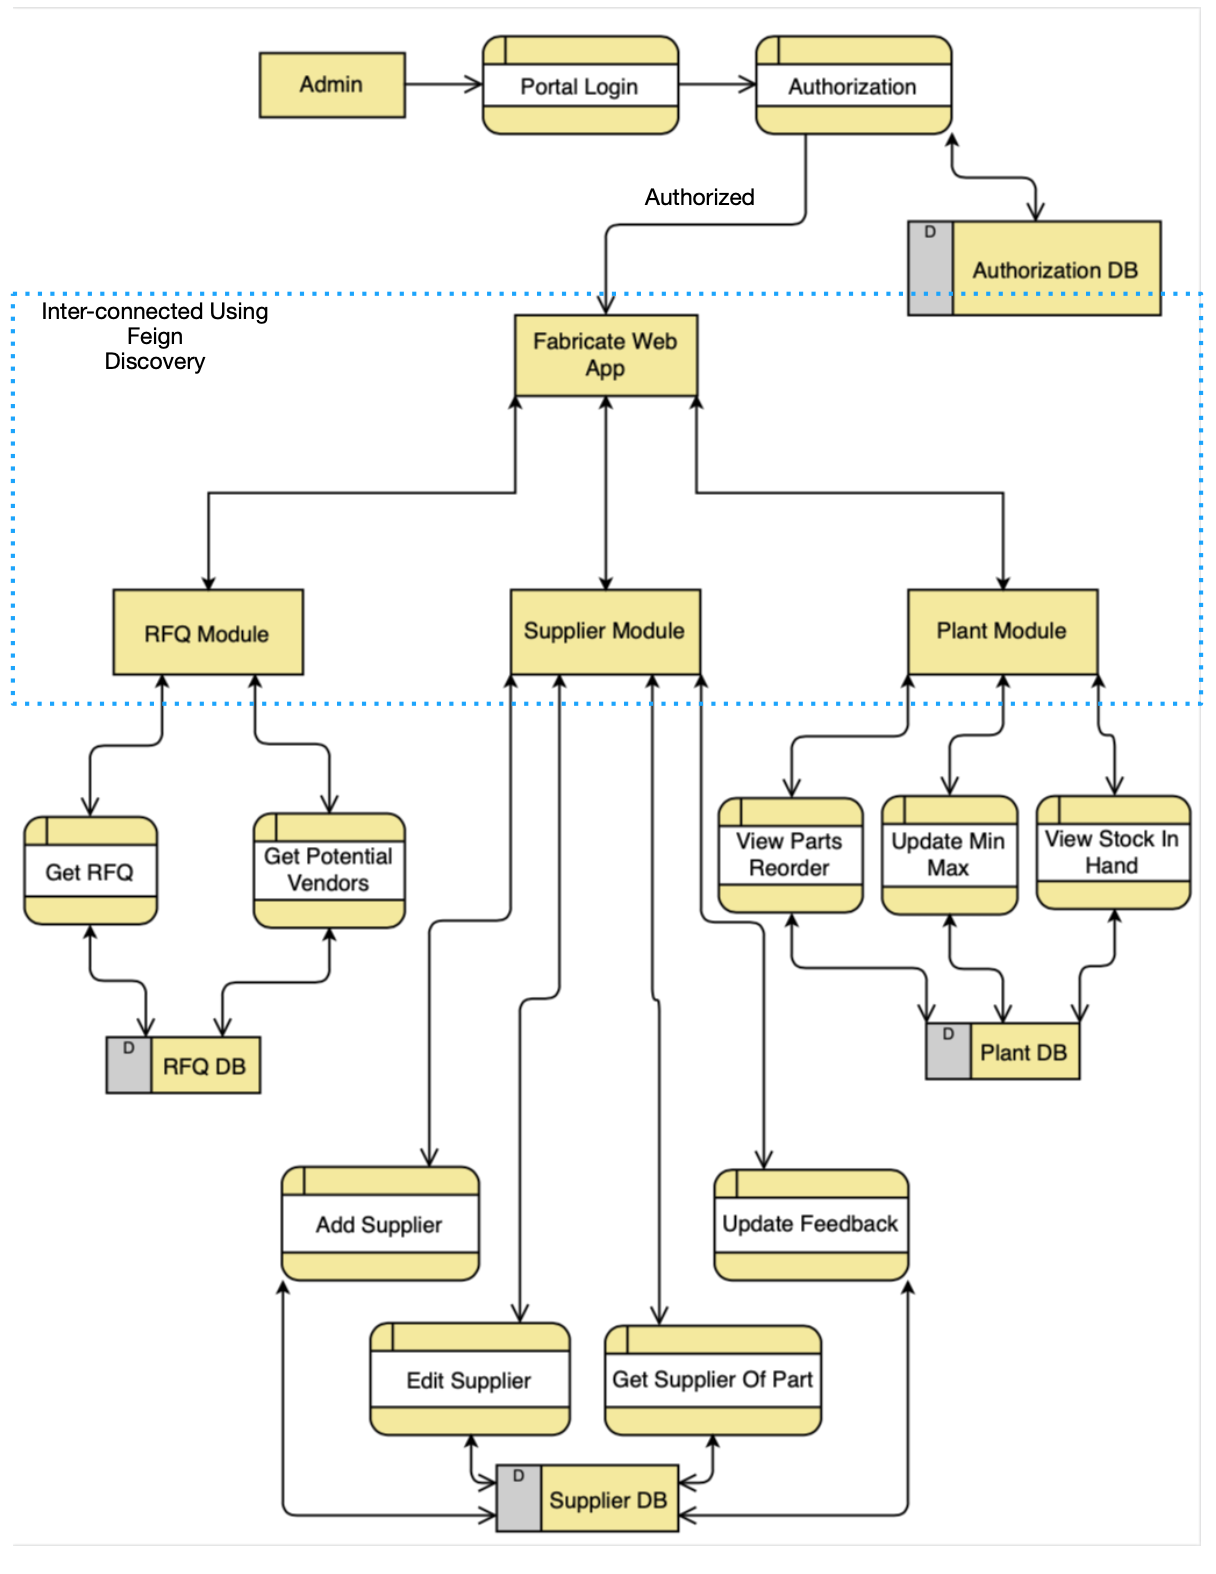 Admin
Portal Login
Authorization
Authorized
D
Authorization DB
Inter-connected Using
Feign
Discovery
Fabricate Web
App
RFQ Module
Supplier Module
Plant Module
Get RFQ
Get Potential
Vendors
View Parts
Reorder
Update Min
Max
View Stock In
Hand
D
RFQ DB
D
Plant DB
Add Supplier
Update Feedback
Edit Supplier
Get Supplier Of Part
D
Supplier DB